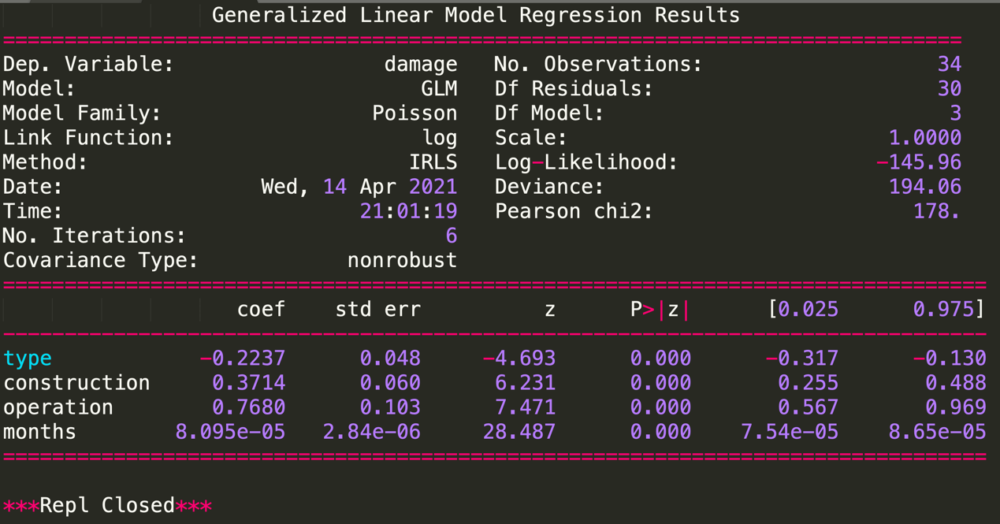 Generalized Linear Model Regression Results
==============================================================================
Dep. Variable: damage No. Observations: 34
Model: GLM Df Residuals: 30
Model Family: Poisson Df Model: 3
Link Function: log Scale: 1.0000
Method: IRLS Log-Likelihood: -145.96
Date: Wed, 14 Apr 2021 Deviance: 194.06
Time: 21:01:19 Pearson chi2: 178.
No. Iterations: 6
Covariance Type: nonrobust
================================================================================
coef std err z P>|z| [0.025 0.975]
--------------------------------------------------------------------------------
type -0.2237 0.048 -4.693 0.000 -0.317 -0.130
construction 0.3714 0.060 6.231 0.000 0.255 0.488
operation 0.7680 0.103 7.471 0.000 0.567 0.969
months 8.095e-05 2.84e-06 28.487 0.000 7.54e-05 8.65e-05
================================================================================
***Repl Closed***